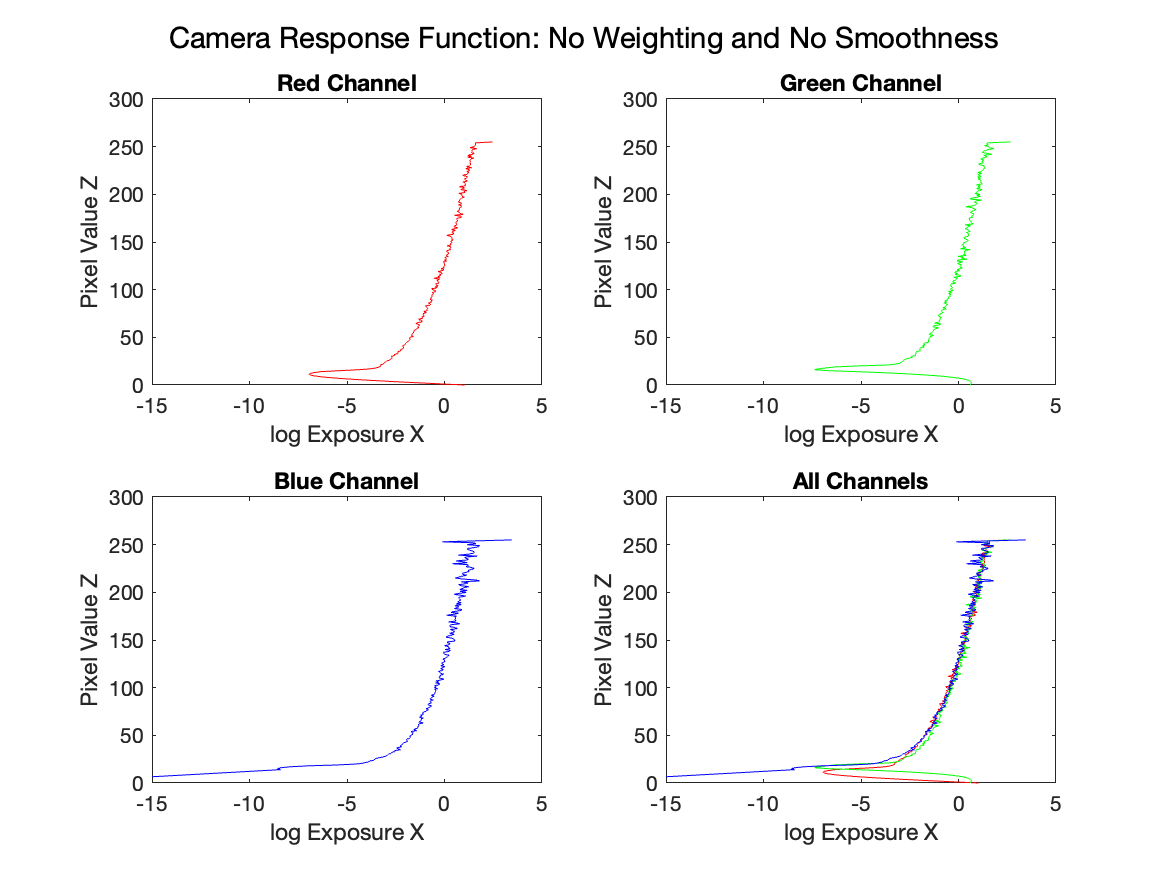 Camera Response Function: No Weighting and No Smoothness
Red Channel
300
250
200
150
100
50
0
Pixel Value Z
-15 -10 -5 0 5
log Exposure X
Green Channel
300
250
200
150
100
50
0
Pixel Value Z
-15 -10 -5 0 5
log Exposure X
Blue Channel
300
250
200
150
100
50
0
Pixel Value Z
-15 -10 -5 0 5
log Exposure X
All Channels
300
250
200
150
100
50
0
Pixel Value Z
-15 -10 -5 0 5
log Exposure X